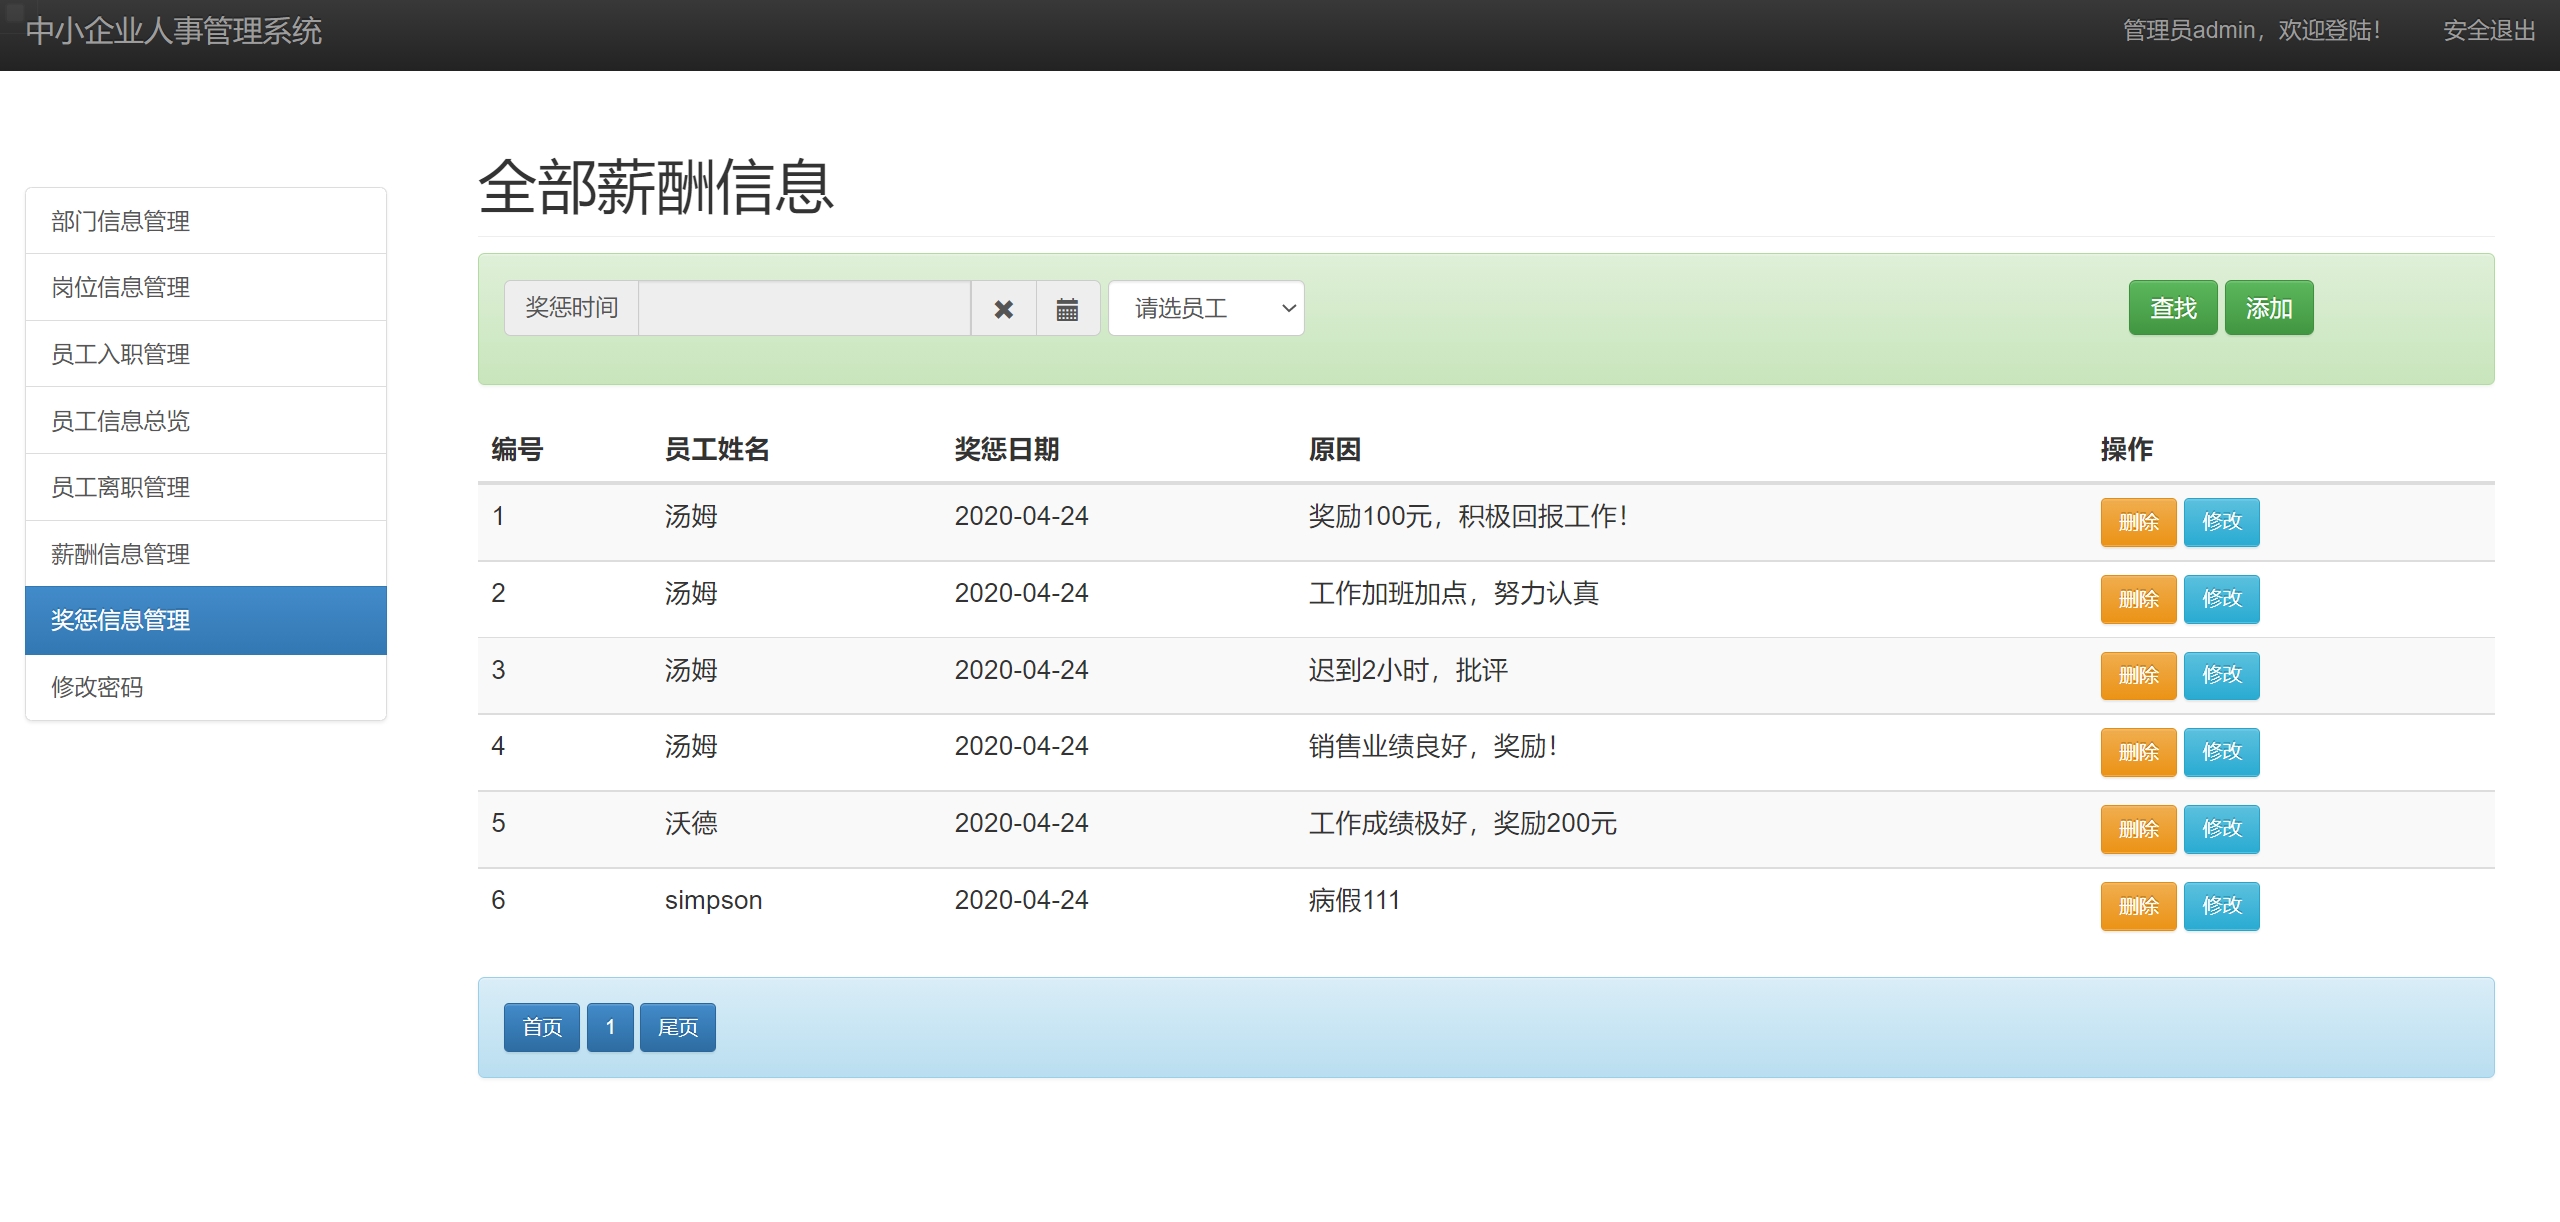 中小企业人事管理系统
管理员admin，欢迎登陆！ 安全退出
部门信息管理
岗位信息管理
员工入职管理
员工信息总览
员工离职管理
薪酬信息管理
奖惩信息管理
修改密码
全部薪酬信息
奖惩时间 请选员工 查找 添加
编号 员工姓名 奖惩日期 原因 操作
1 汤姆 2020-04-24 奖励100元，积极回报工作！ 删除 修改
2 汤姆 2020-04-24 工作加班加点，努力认真 删除 修改
3 汤姆 2020-04-24 迟到2小时，批评 删除 修改
4 汤姆 2020-04-24 销售业绩良好，奖励！ 删除 修改
5 沃德 2020-04-24 工作成绩极好，奖励200元 删除 修改
6 simpson 2020-04-24 病假111 删除 修改
首页 1 尾页